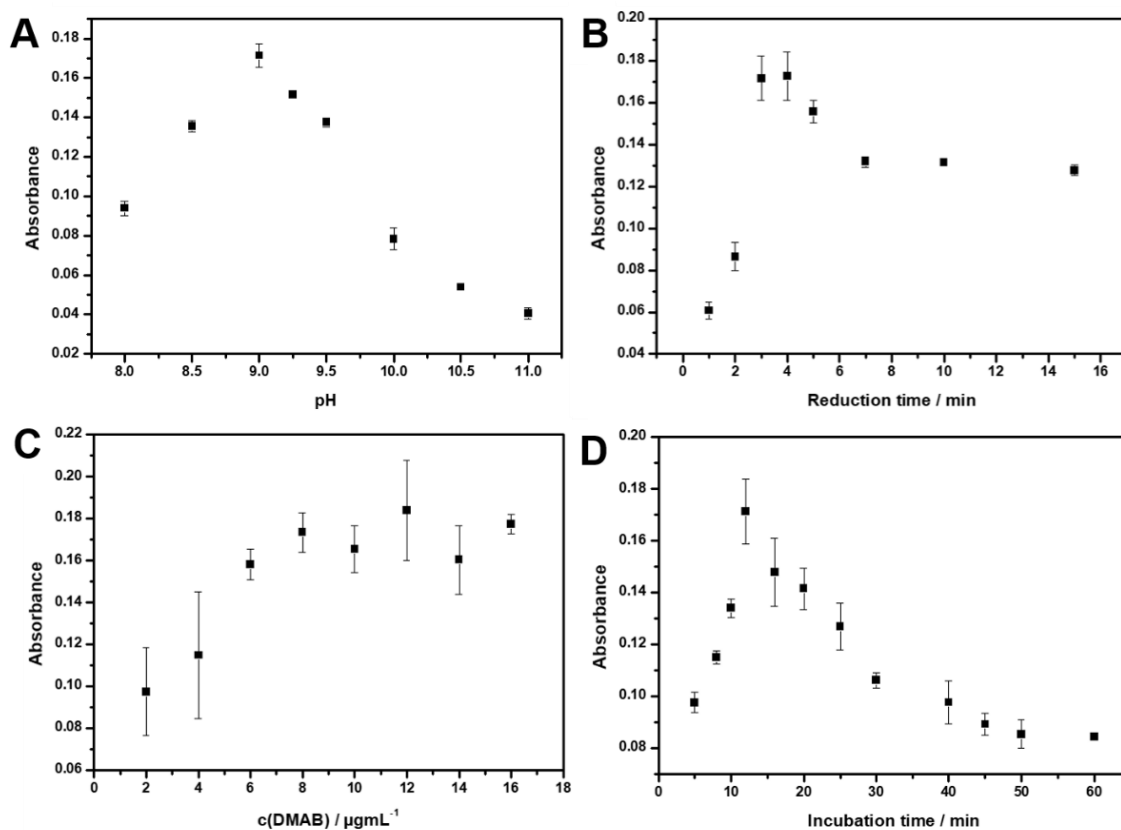 A
Absorbance
0.18
0.16
0.14
0.12
0.10
0.08
0.06
0.04
0.02
8.0 8.5 9.0 9.5 10.0 10.5 11.0
pH
B
Absorbance
0.20
0.18
0.16
0.14
0.12
0.10
0.08
0.06
0.04
0 2 4 6 8 10 12 14 16
Reduction time / min
C
Absorbance
0.22
0.20
0.18
0.16
0.14
0.12
0.10
0.08
0.06
0 2 4 6 8 10 12 14 16 18
c(DMAB) / µgmL⁻¹
D
Absorbance
0.20
0.18
0.16
0.14
0.12
0.10
0.08
0 10 20 30 40 50 60
Incubation time / min